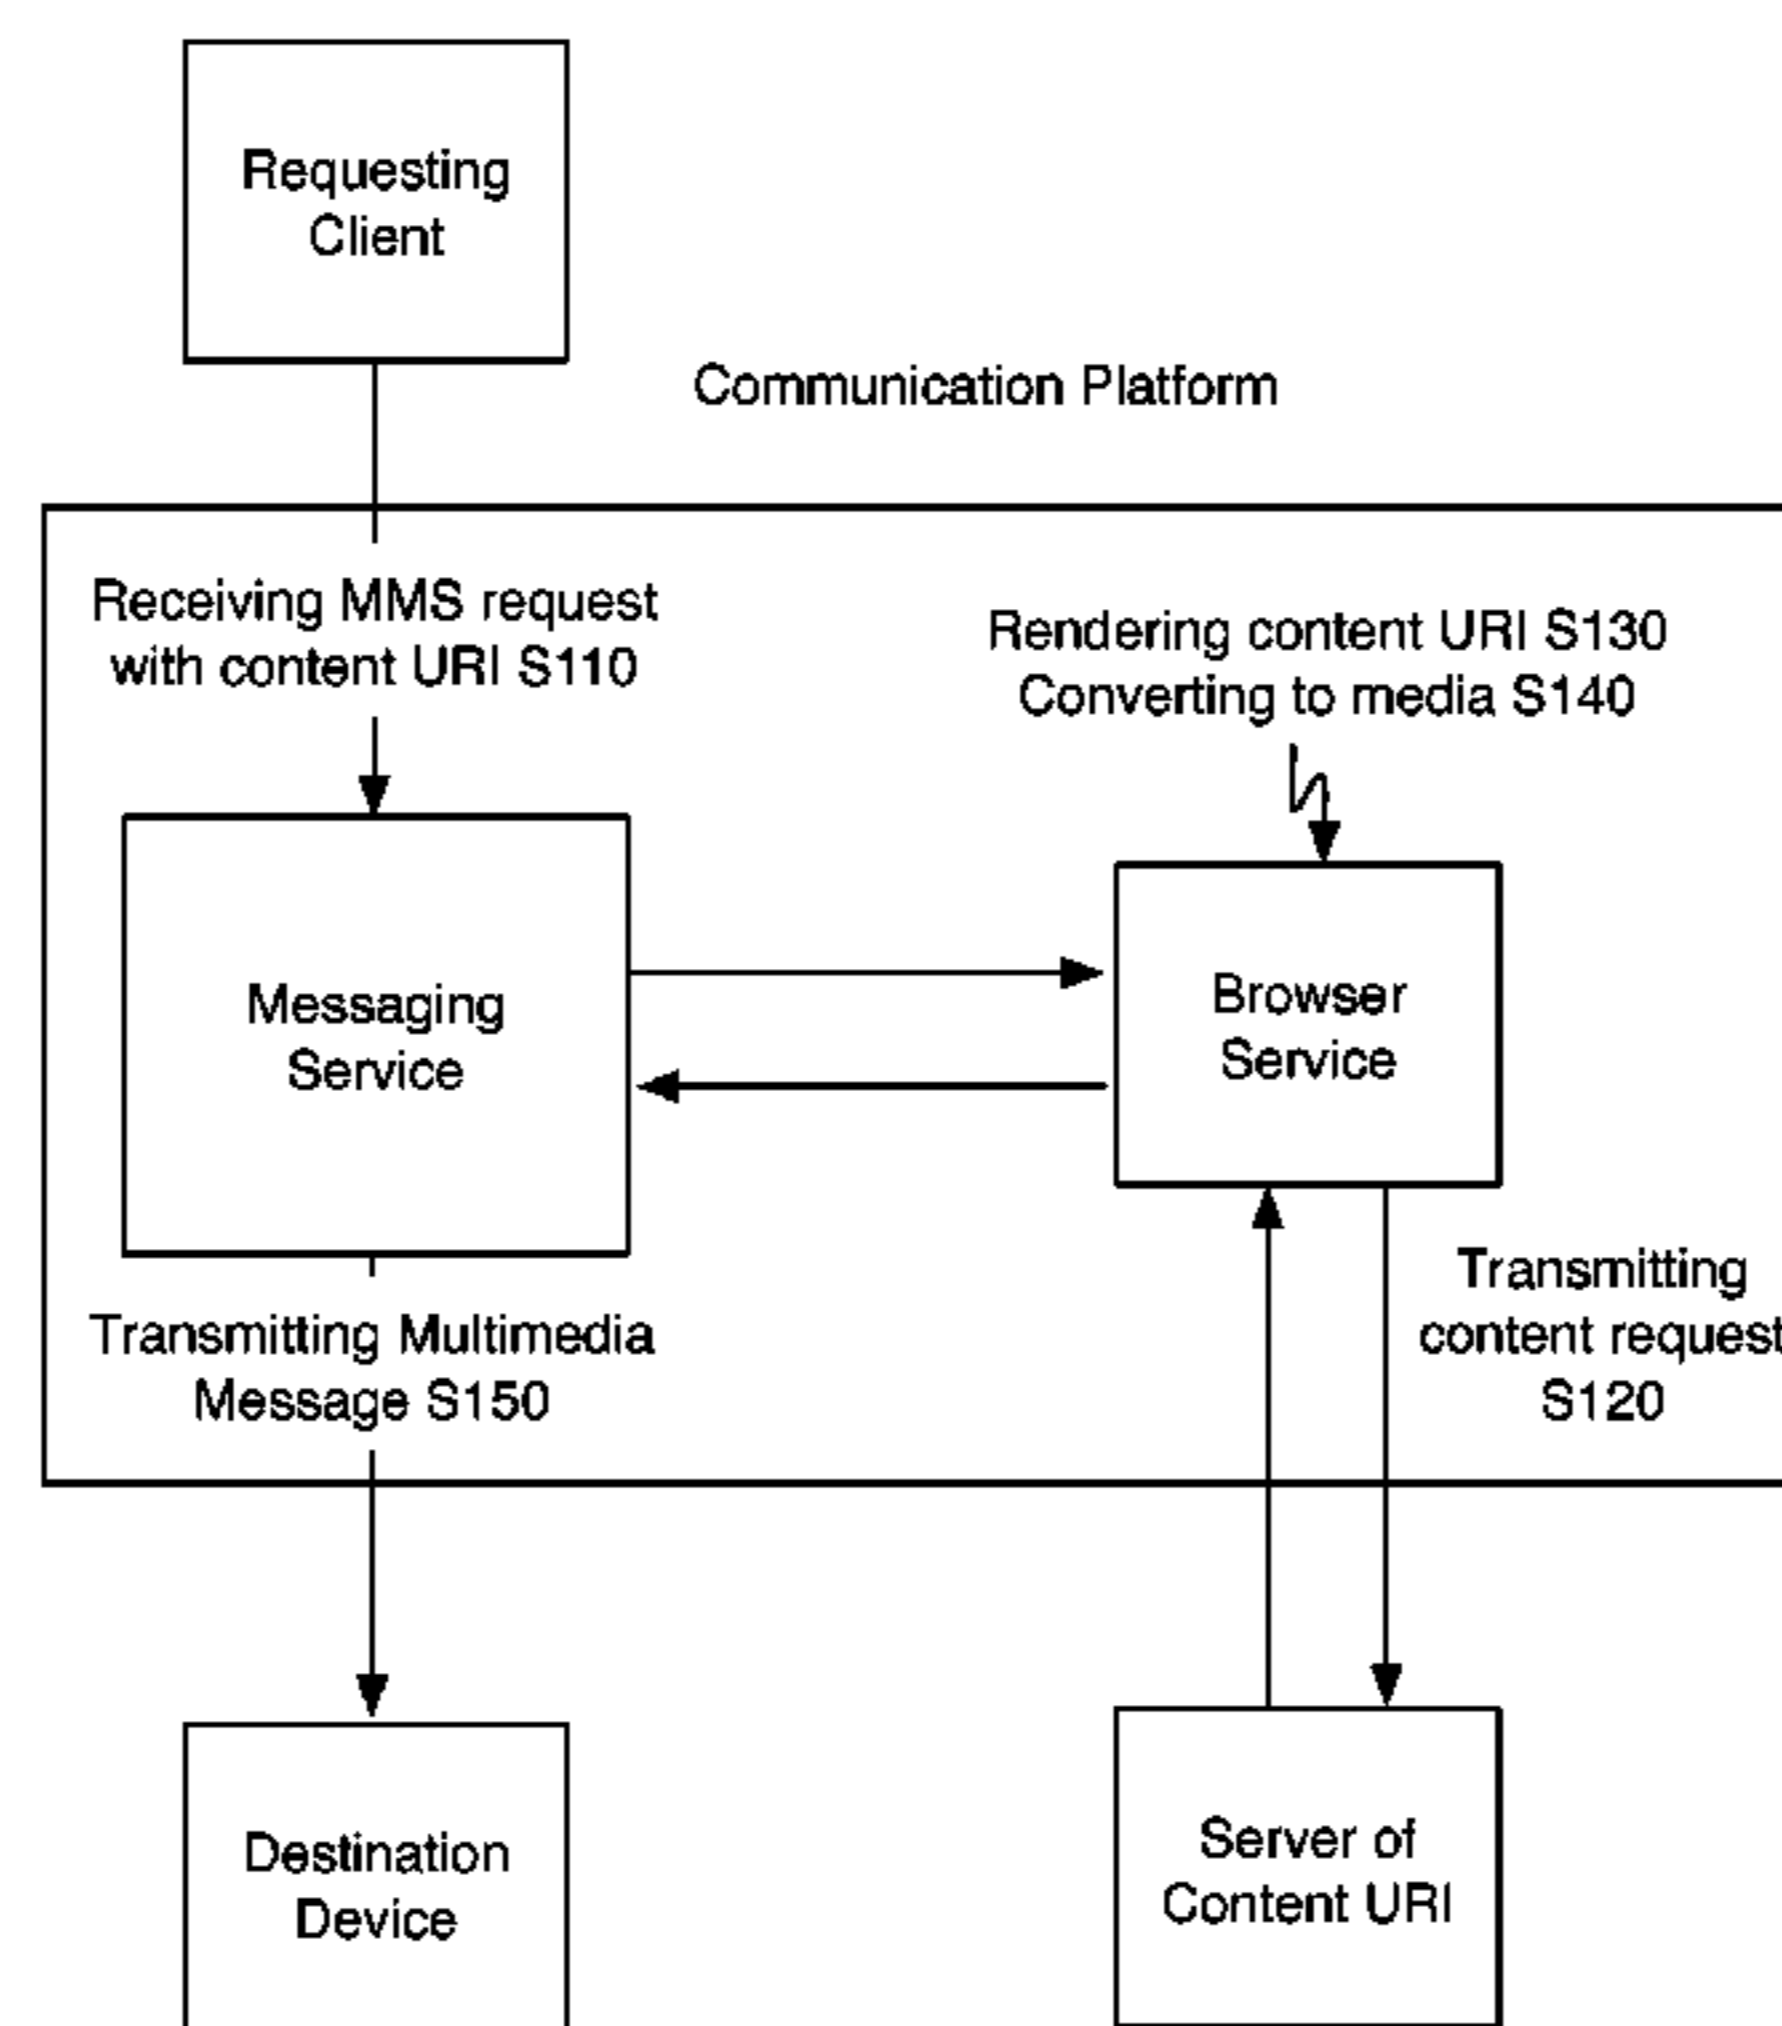 Requesting
Client
Communication Platform
Receiving MMS request
with content URI S110
Rendering content URI S130
Converting to media S140
Messaging
Service
Browser
Service
Transmitting Multimedia
Message S150
Transmitting
content request
S120
Destination
Device
Server of
Content URI